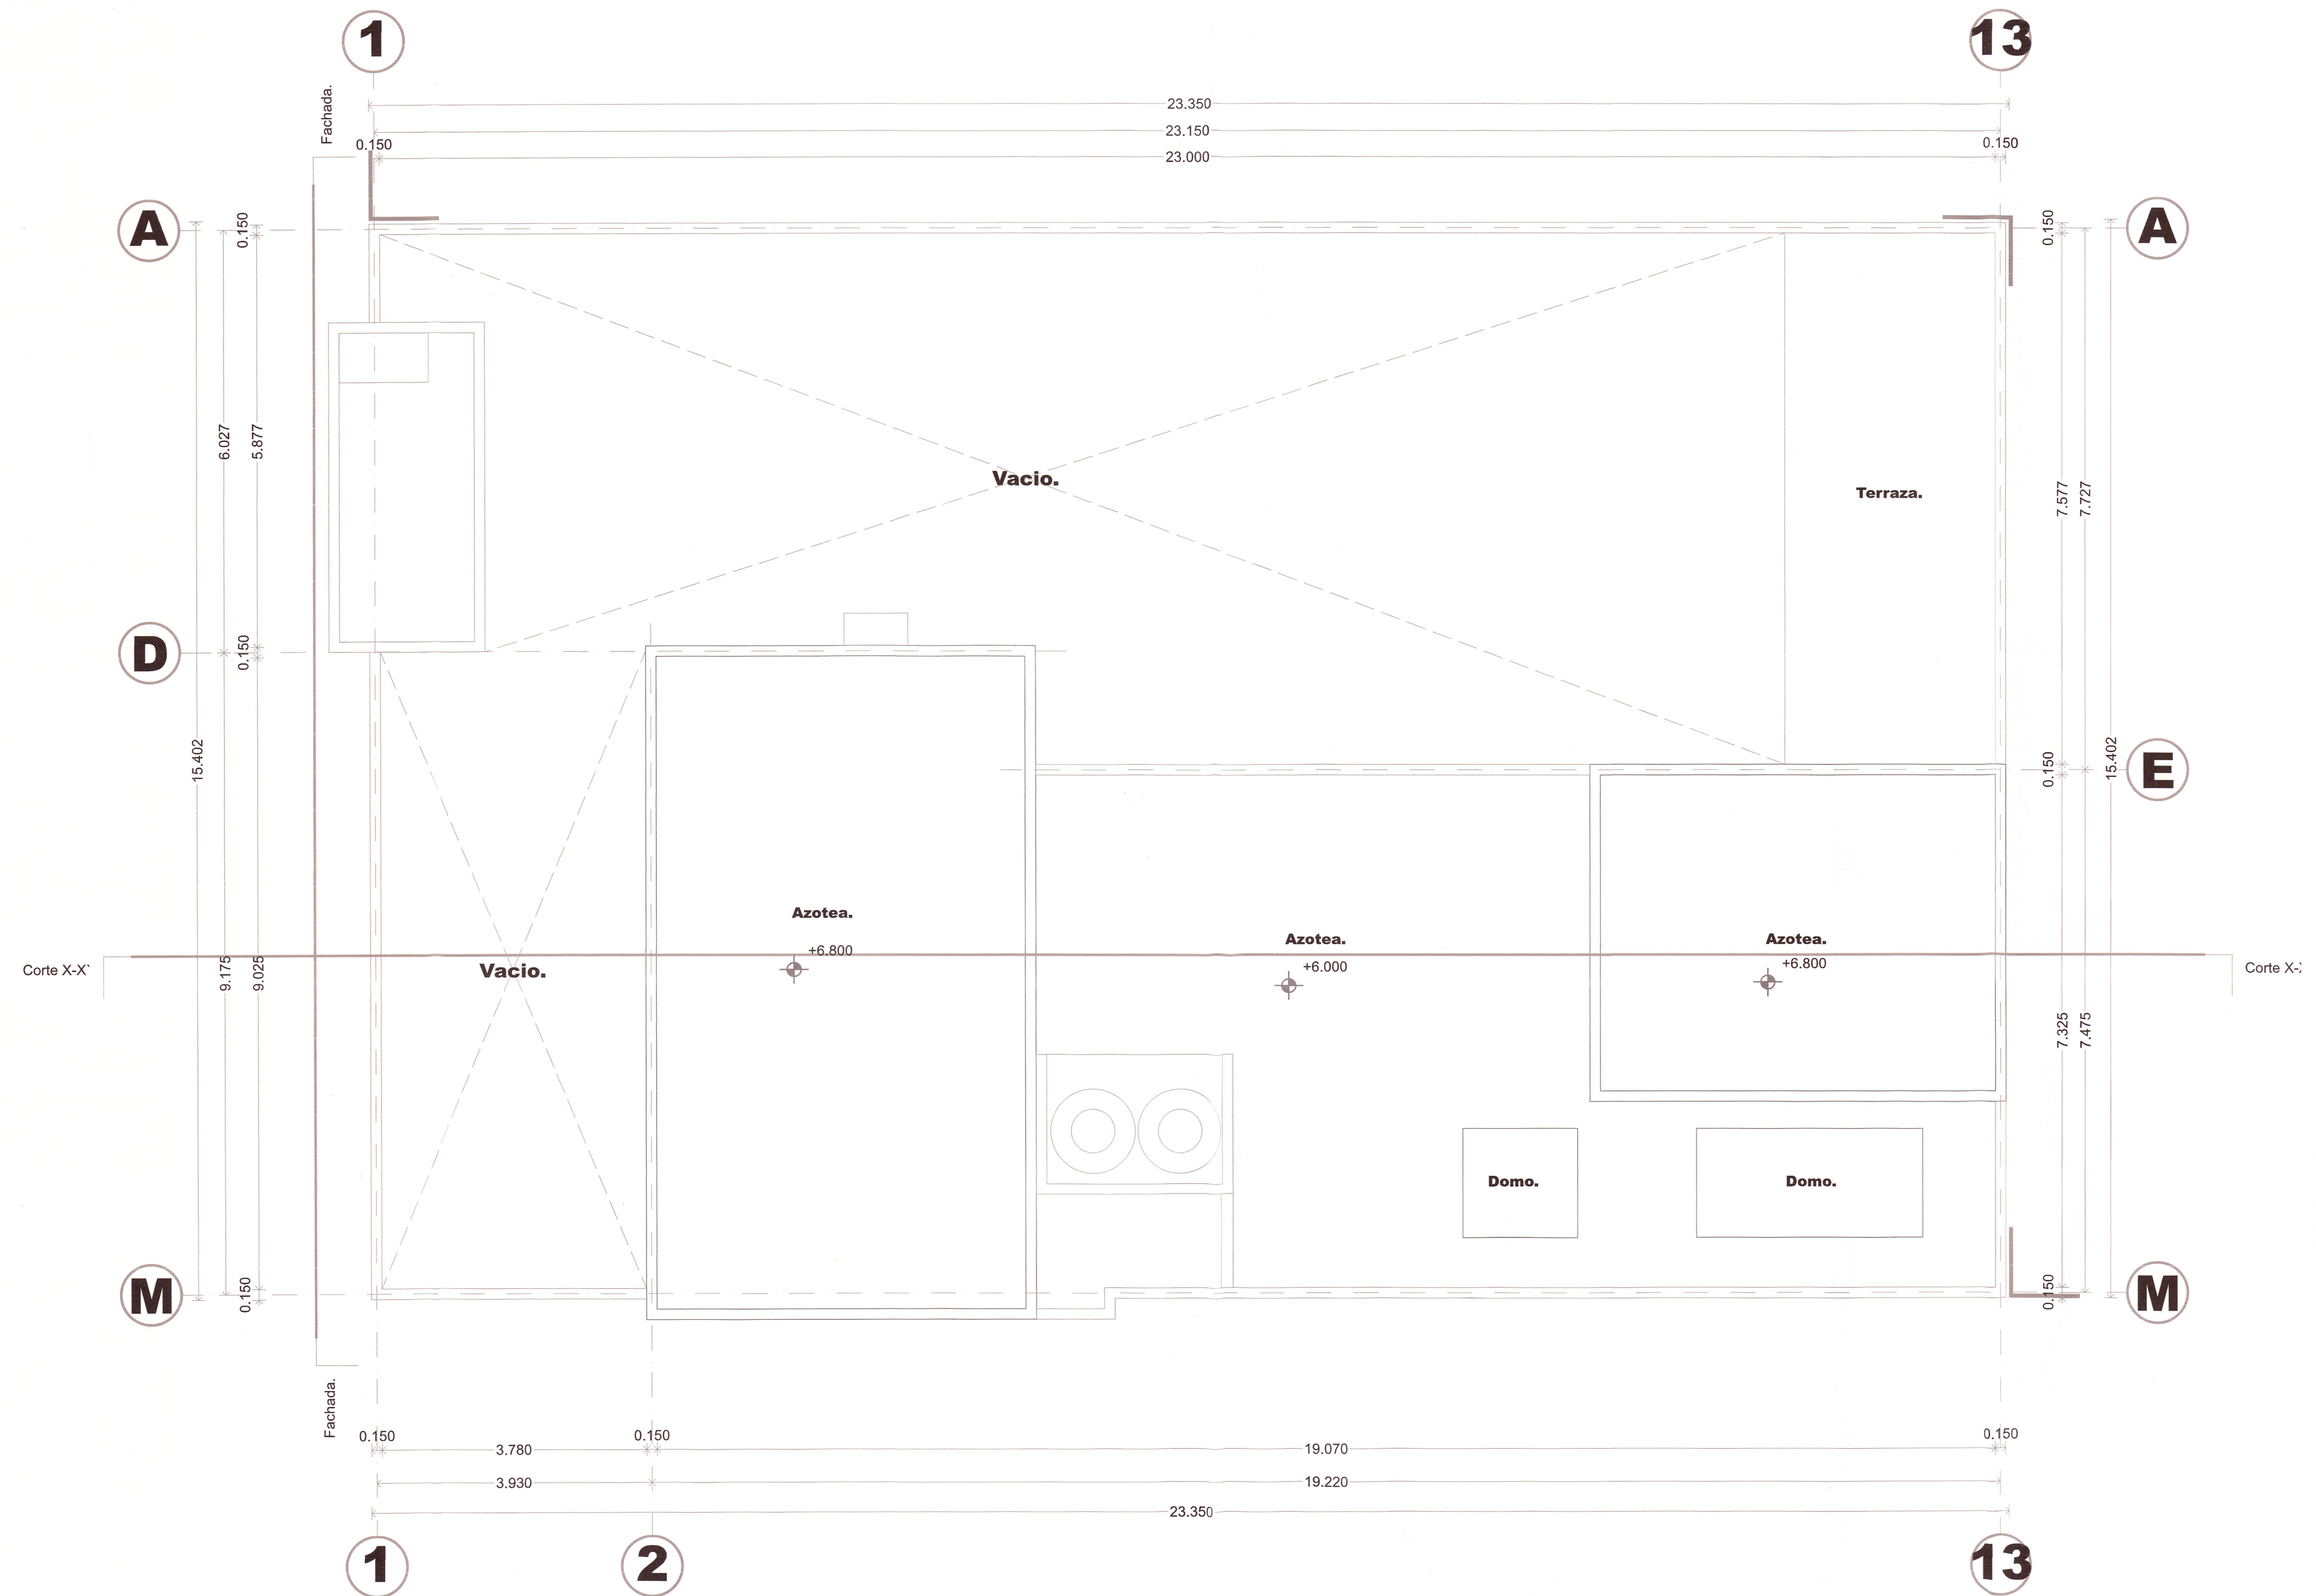 1
13
Fachada.
23.350
23.150
0.150
23.000
0.150
A
0.150
0.150
A
6.027
5.877
Vacio.
Terraza.
7.577
7.727
D
0.150
15.402
0.150
15.402
E
Azotea.
+6.800
Azotea.
+6.000
Azotea.
+6.800
Corte X-X`
9.175
9.025
Vacio.
Corte X-
7.325
7.475
Domo.
Domo.
M
0.150
0.150
M
Fachada.
0.150
0.150
0.150
3.780
19.070
3.930
19.220
23.350
1
2
13